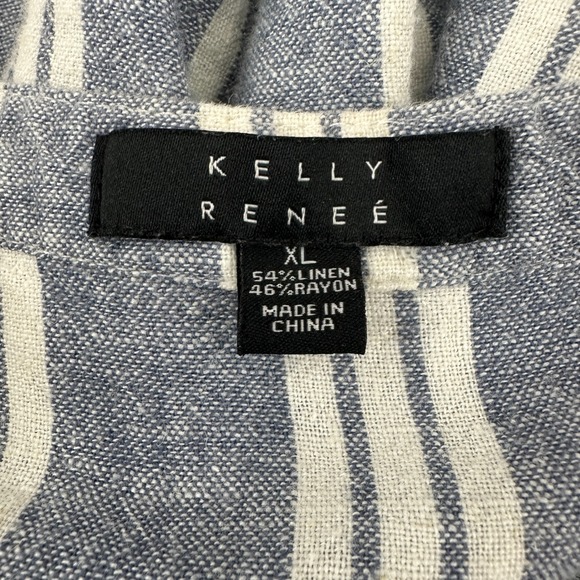 KELLY
RENEÉ
XL
54% LINEN
46% RAYON
MADE IN
CHINA